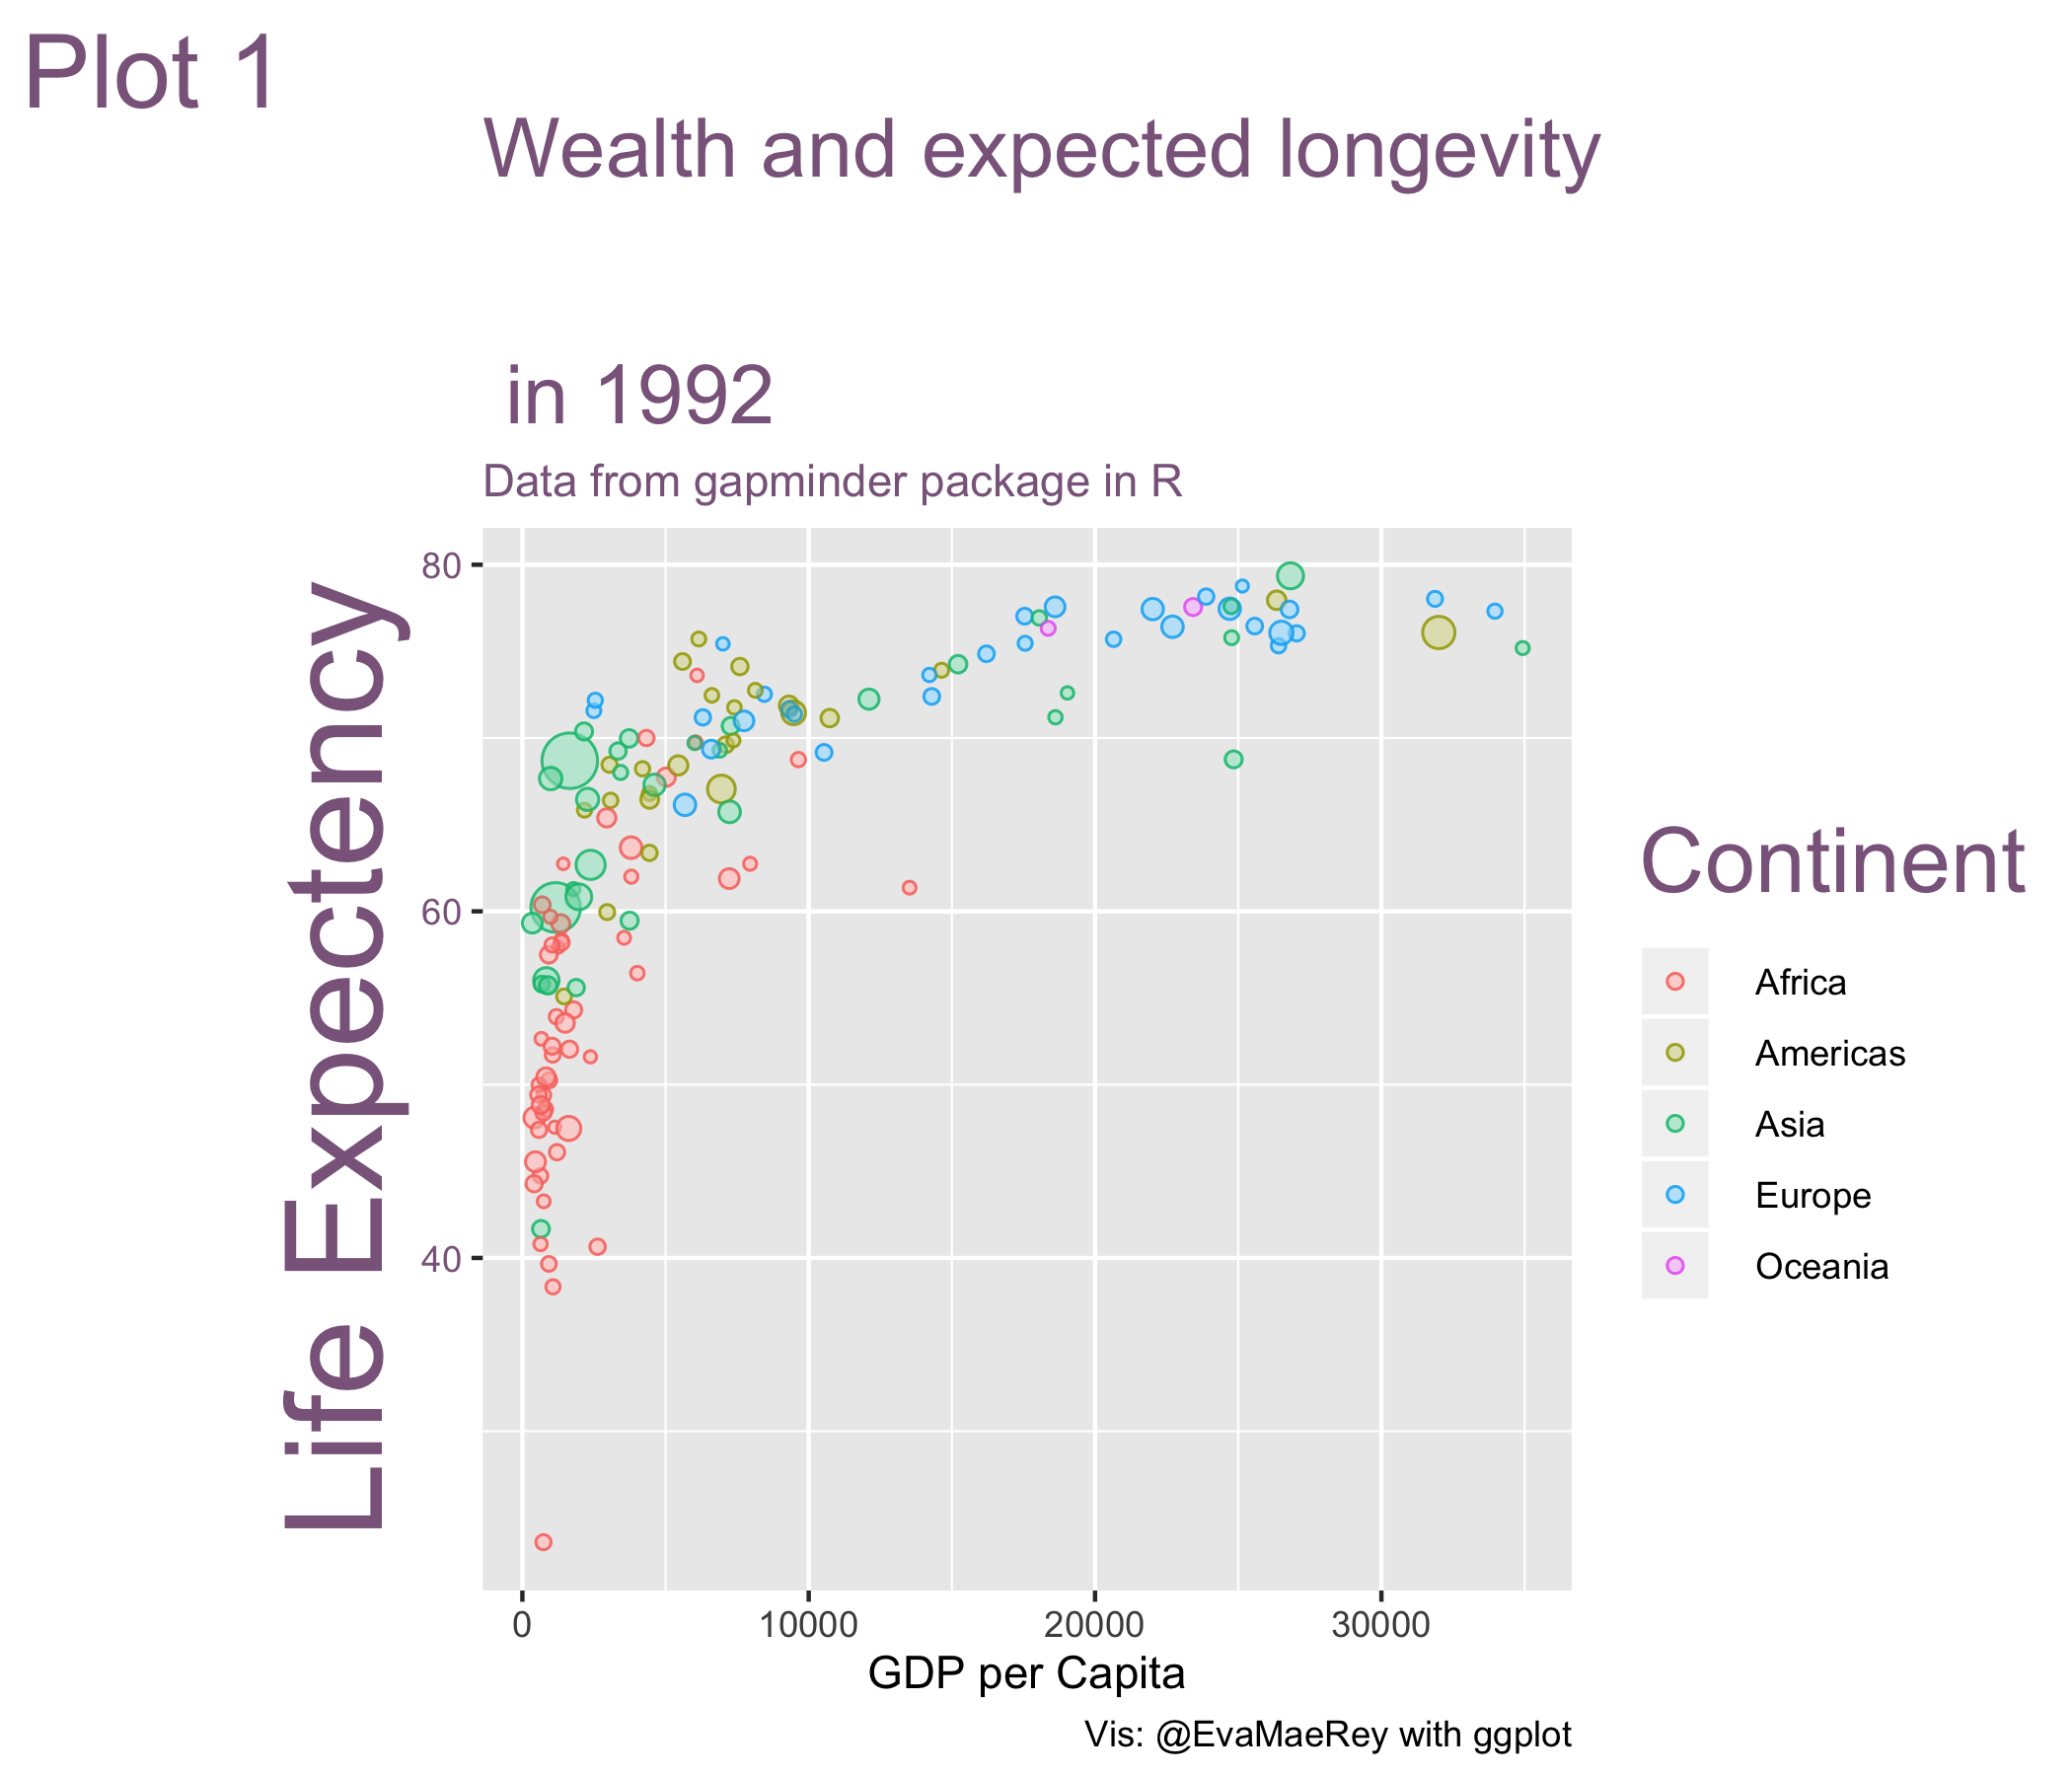 Plot 1
Wealth and expected longevity
in 1992
Data from gapminder package in R
Life Expectency
80
60
40
0 10000 20000 30000
GDP per Capita
Vis: @EvaMaeRey with ggplot
Continent
Africa
Americas
Asia
Europe
Oceania